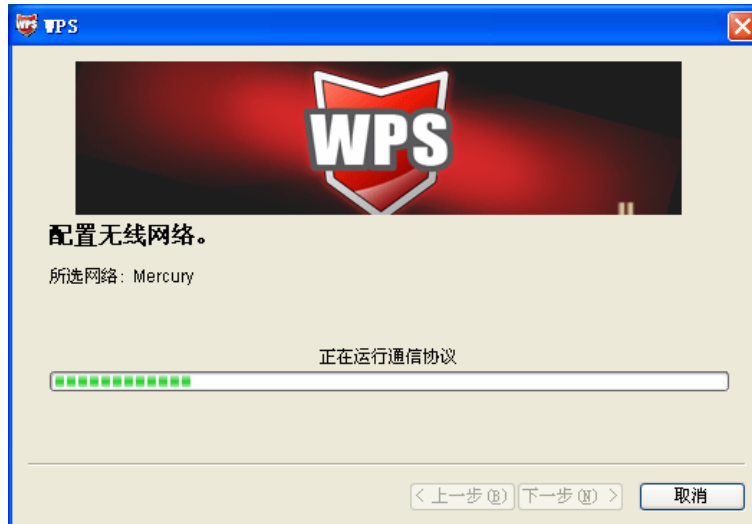 WPS
WPS
配置无线网络。
所选网络: Mercury
正在运行通信协议
< 上一步(B) 下一步(N) > 取消